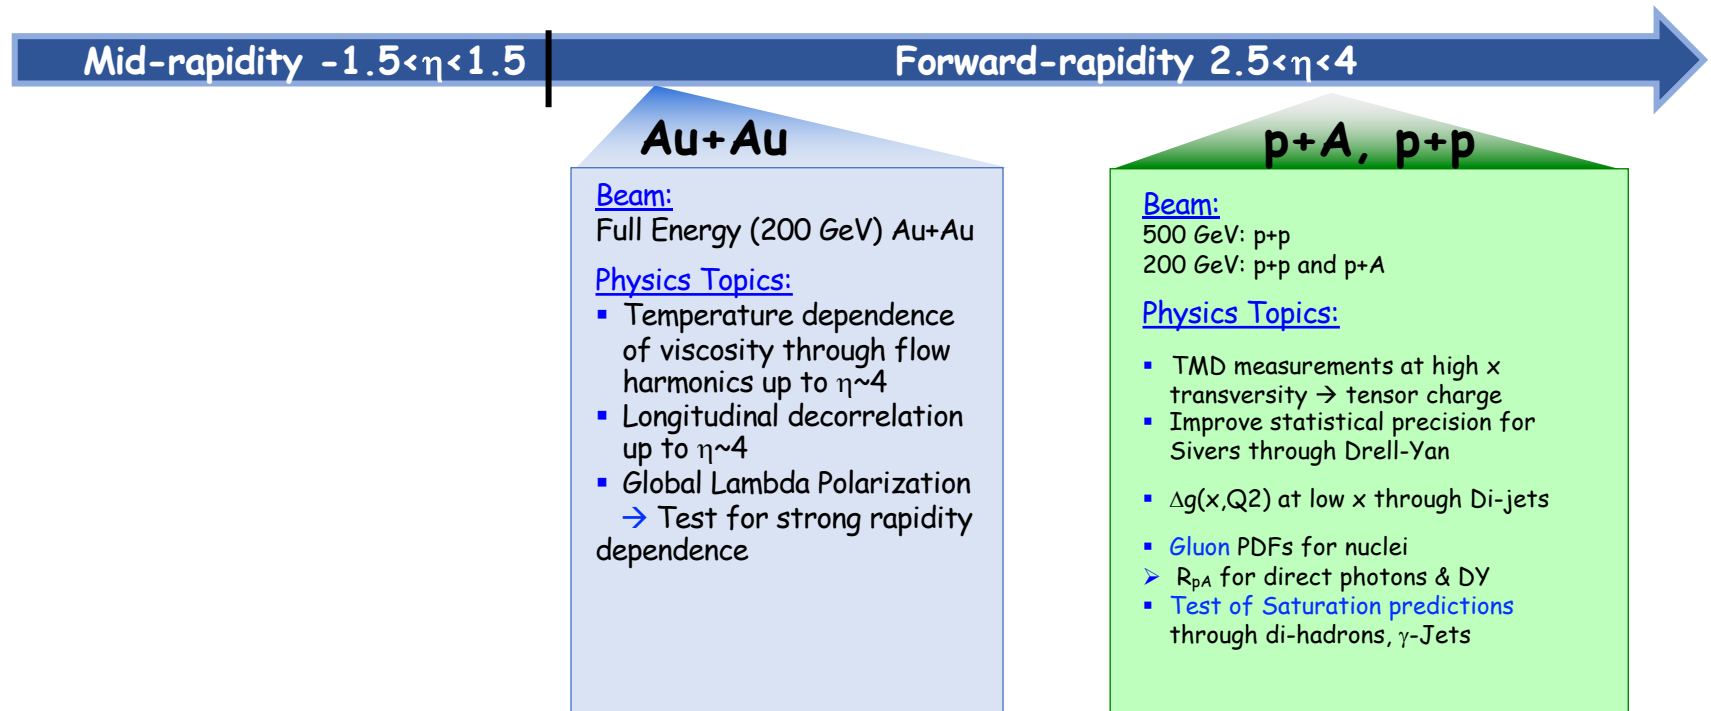 Mid-rapidity -1.5<η<1.5
Forward-rapidity 2.5<η<4
Au+Au
Beam:
Full Energy (200 GeV) Au+Au
Physics Topics:
▪ Temperature dependence
of viscosity through flow
harmonics up to η~4
▪ Longitudinal decorrelation
up to η~4
▪ Global Lambda Polarization
→ Test for strong rapidity
dependence
p+A, p+p
Beam:
500 GeV: p+p
200 GeV: p+p and p+A
Physics Topics:
▪ TMD measurements at high x
transversity → tensor charge
▪ Improve statistical precision for
Sivers through Drell-Yan
▪ Δg(x,Q2) at low x through Di-jets
▪ Gluon PDFs for nuclei
➢ RpA for direct photons & DY
▪ Test of Saturation predictions
through di-hadrons, γ-Jets